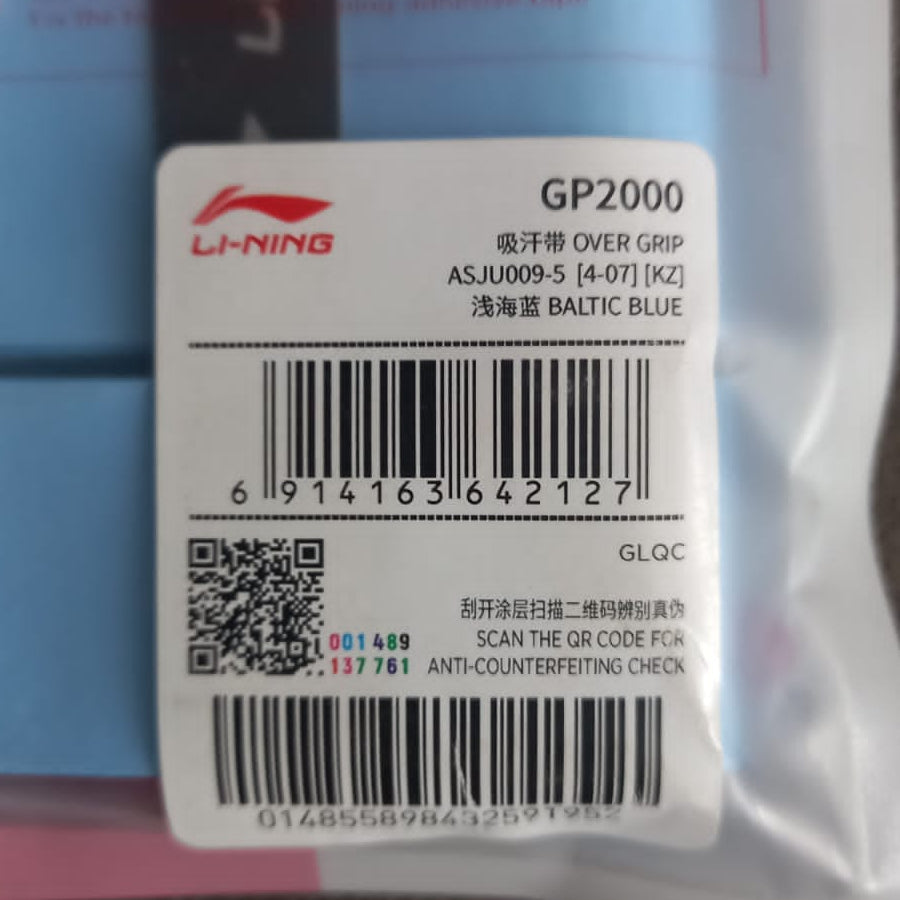 LI-NING
GP2000
吸汗带 OVER GRIP
ASJU009-5 [4-07] [KZ]
浅海蓝 BALTIC BLUE
6 914163 642127
GLQC
刮开涂层扫描二维码辨别真伪
SCAN THE QR CODE FOR
ANTI-COUNTERFEITING CHECK
001 489
137 761
014855898432591952